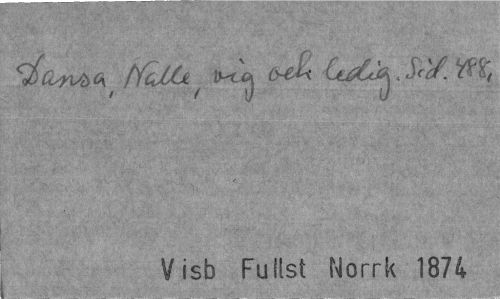 Dansa, Nalle, vig och ledig. Sid. 488,
Visb Fullst Norrk 1874